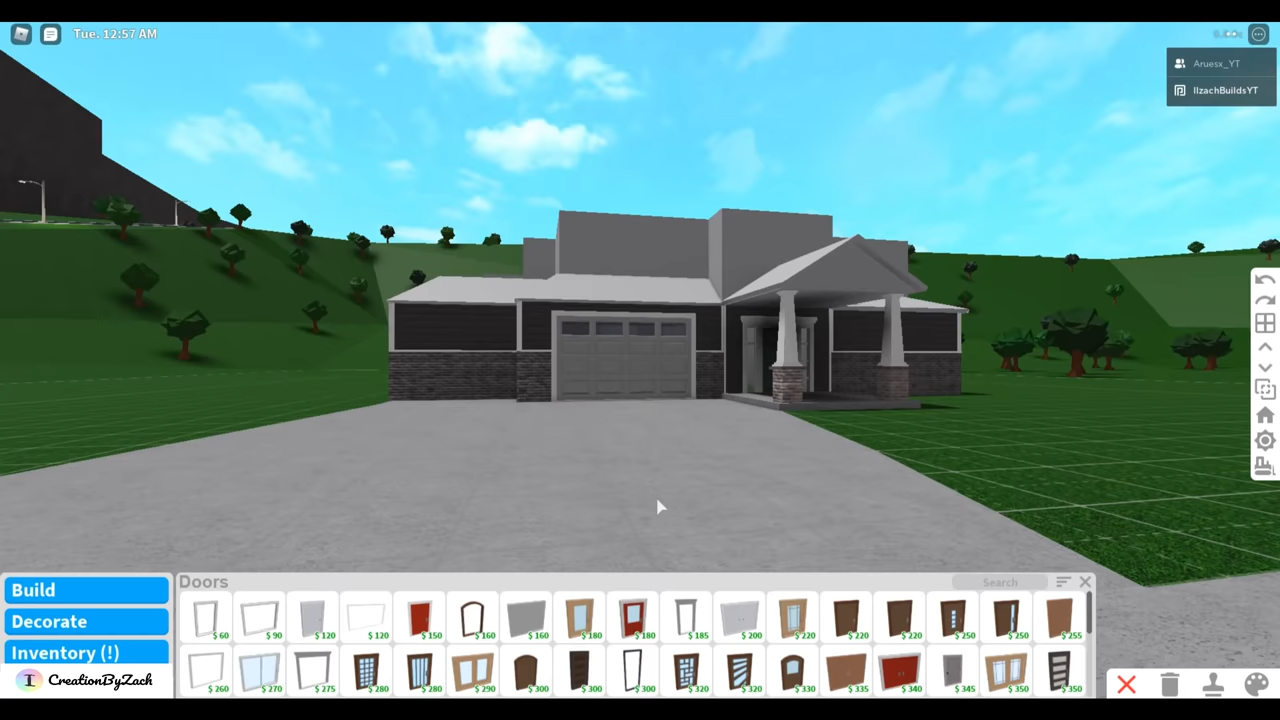 Tue. 12:57 AM
Aruesx_YT
IlzachBuildsYT
Build
Decorate
Inventory (!)
CreationByZach
Doors
Search
$ 60 $ 90 $ 120 $ 120 $ 150 $ 160 $ 160 $ 180 $ 180 $ 185 $ 200 $ 220 $ 220 $ 220 $ 250 $ 250 $ 255
$ 260 $ 270 $ 275 $ 280 $ 280 $ 290 $ 300 $ 300 $ 300 $ 320 $ 320 $ 330 $ 335 $ 340 $ 345 $ 350 $ 350